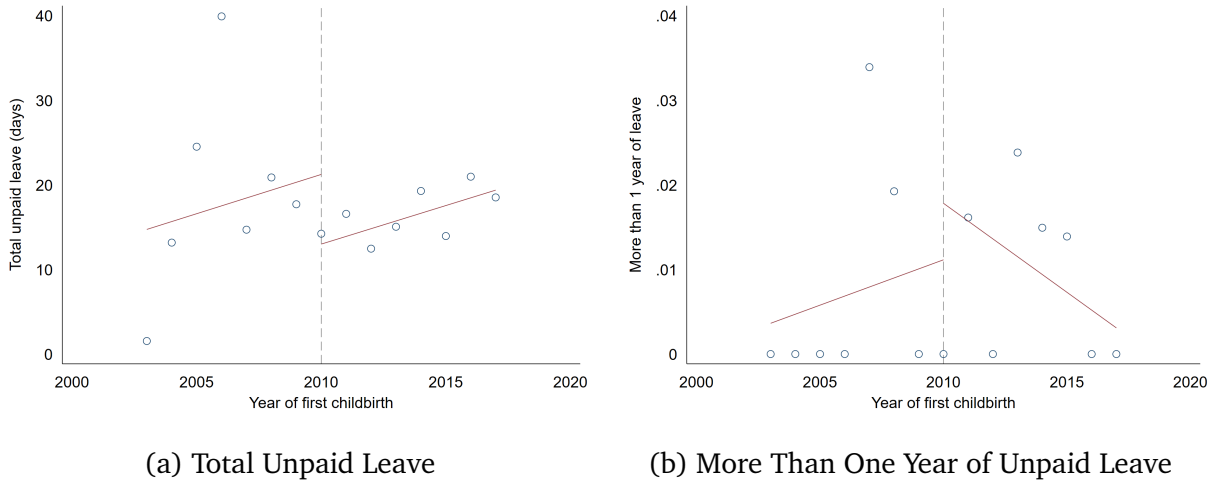 40
30
20
10
0
Total unpaid leave (days)
2000 2005 2010 2015 2020
Year of first childbirth
(a) Total Unpaid Leave
.04
.03
.02
.01
0
More than 1 year of leave
2000 2005 2010 2015 2020
Year of first childbirth
(b) More Than One Year of Unpaid Leave